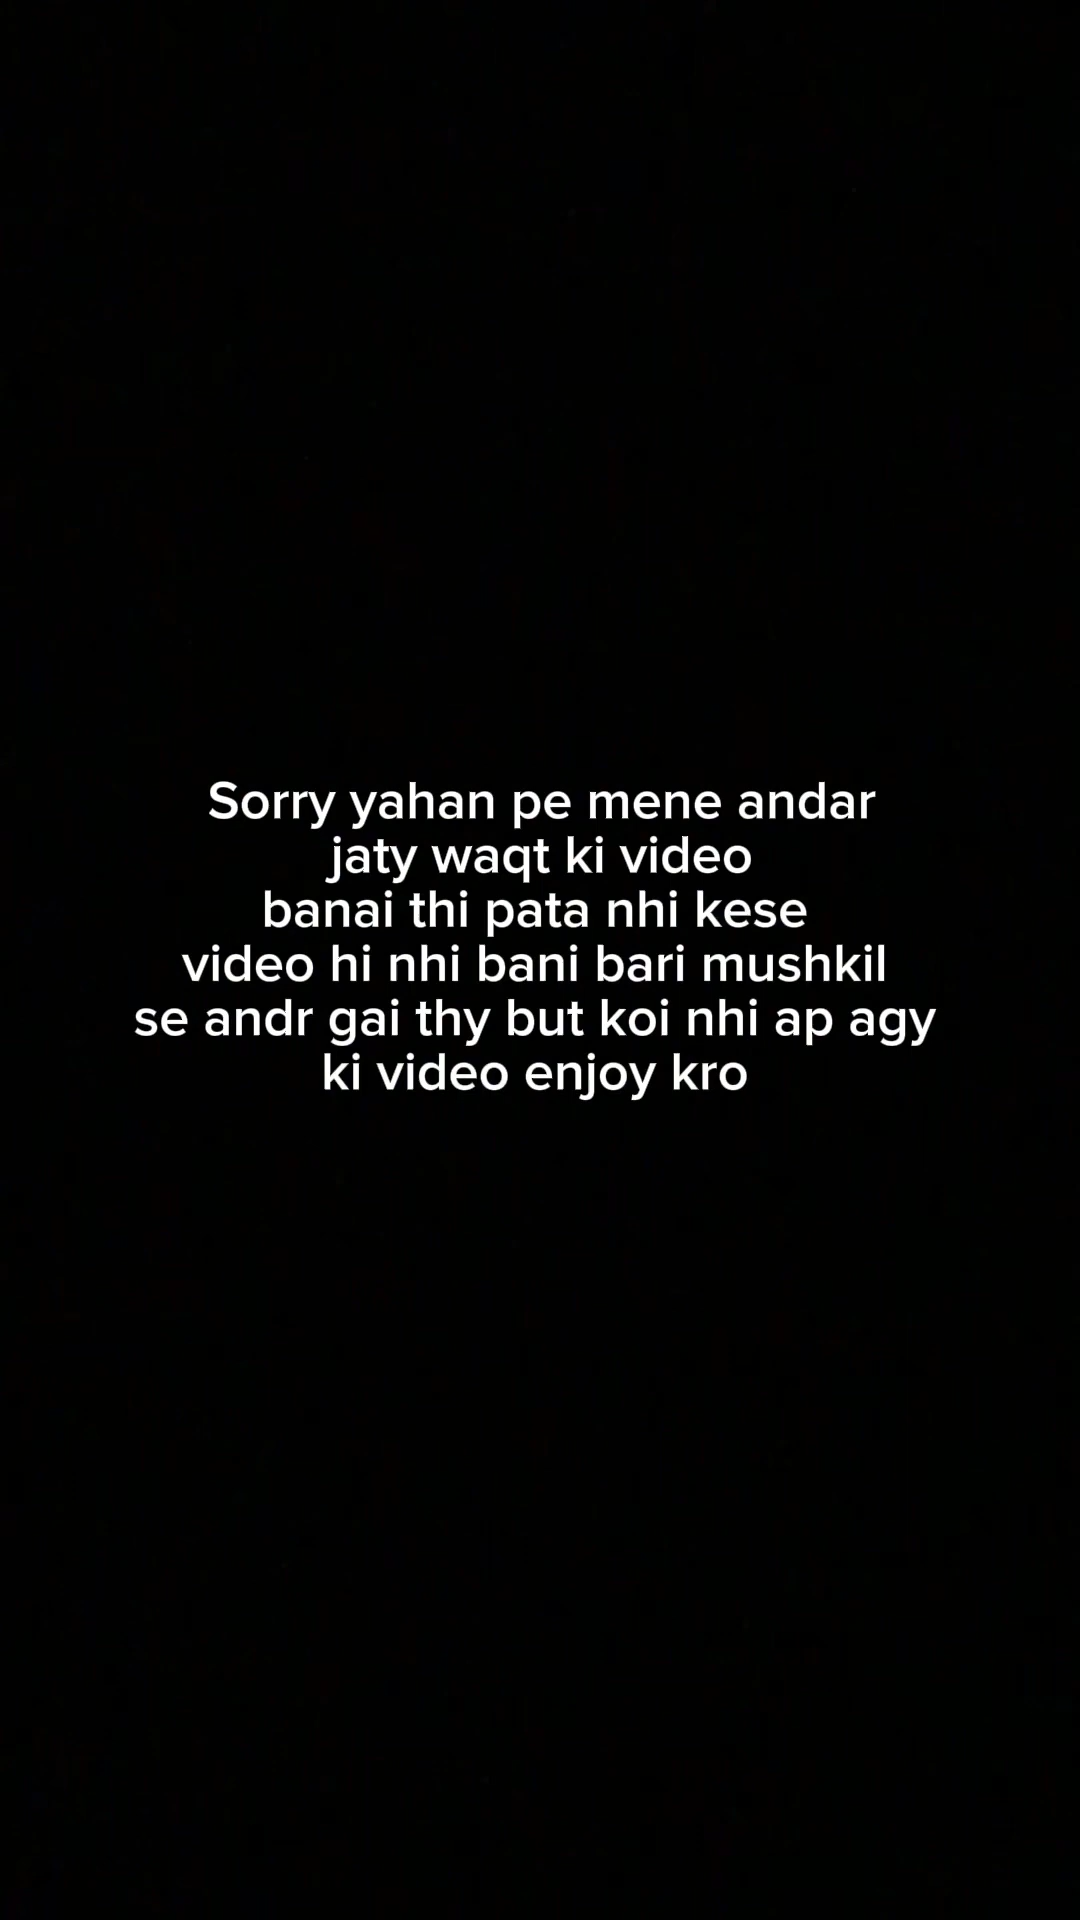 Sorry yahan pe mene andar
jaty waqt ki video
banai thi pata nhi kese
video hi nhi bani bari mushkil
se andr gai thy but koi nhi ap agy
ki video enjoy kro